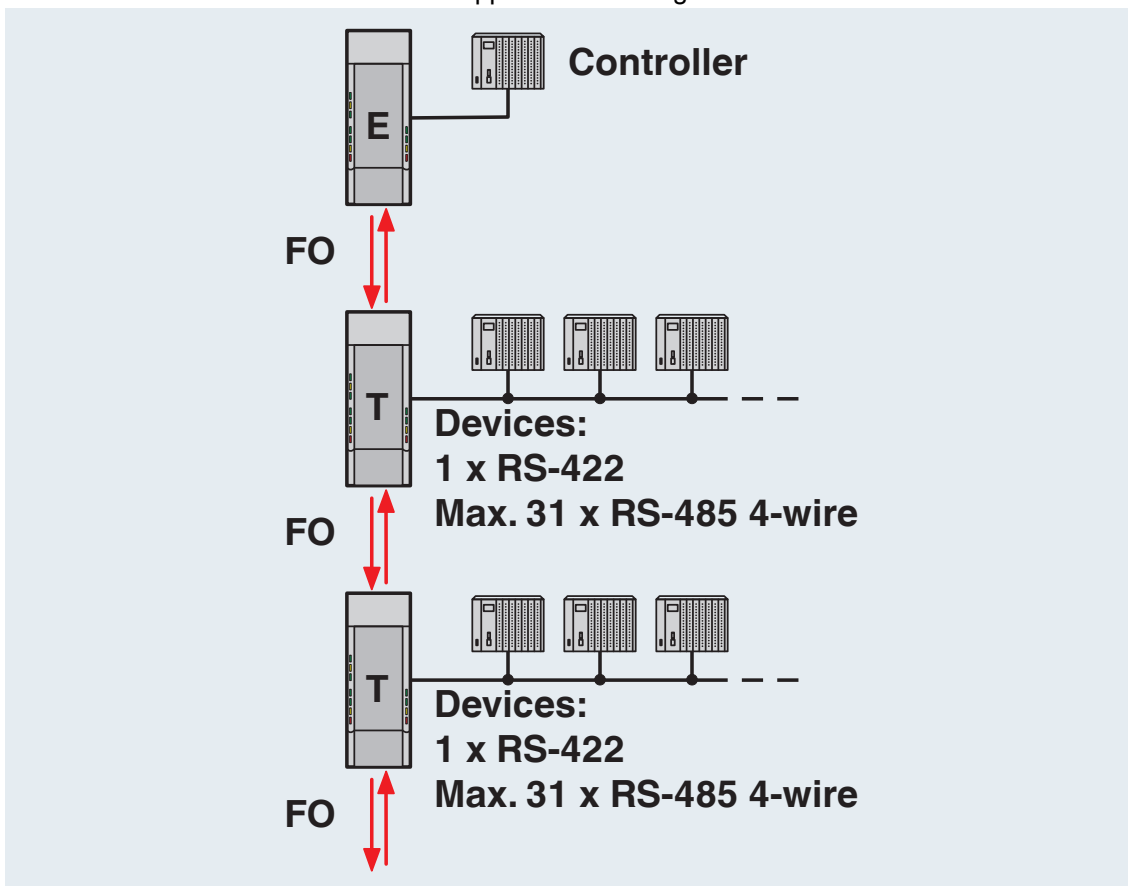 Controller
E
FO
T
Devices:
1 x RS-422
Max. 31 x RS-485 4-wire
FO
T
Devices:
1 x RS-422
Max. 31 x RS-485 4-wire
FO